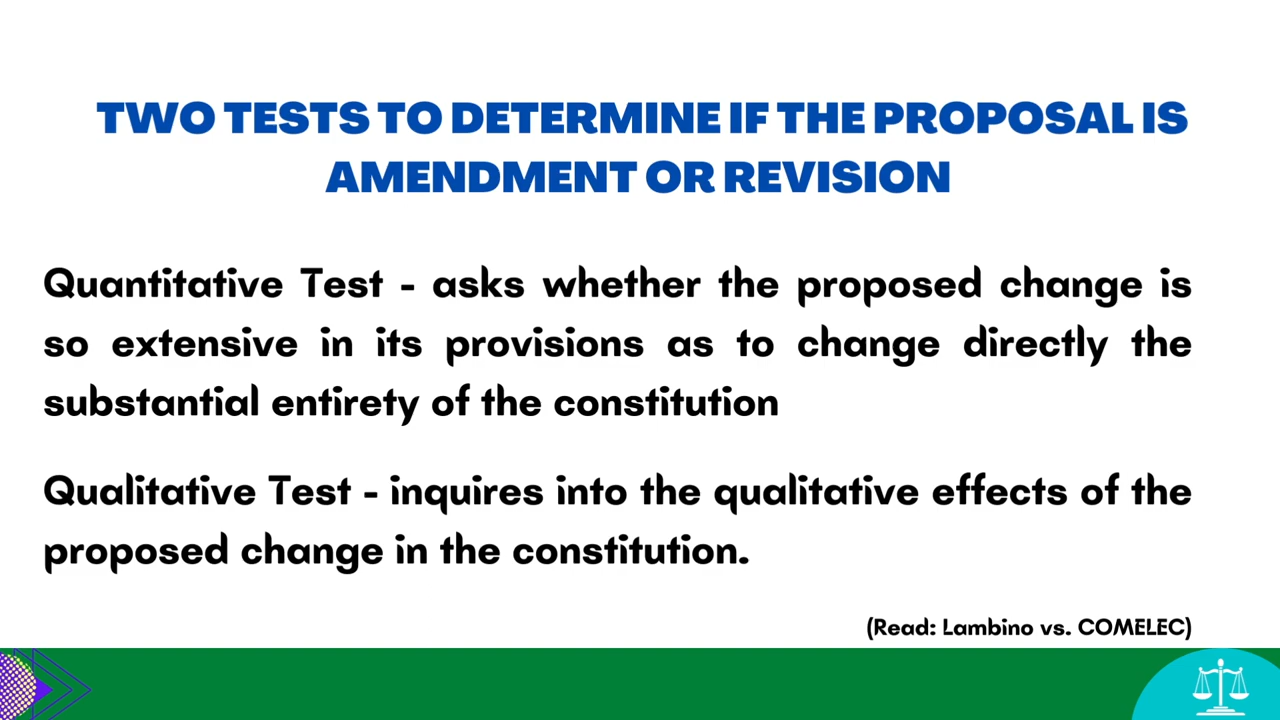 TWO TESTS TO DETERMINE IF THE PROPOSAL IS
AMENDMENT OR REVISION
Quantitative Test - asks whether the proposed change is
so extensive in its provisions as to change directly the
substantial entirety of the constitution
Qualitative Test - inquires into the qualitative effects of the
proposed change in the constitution.
(Read: Lambino vs. COMELEC)